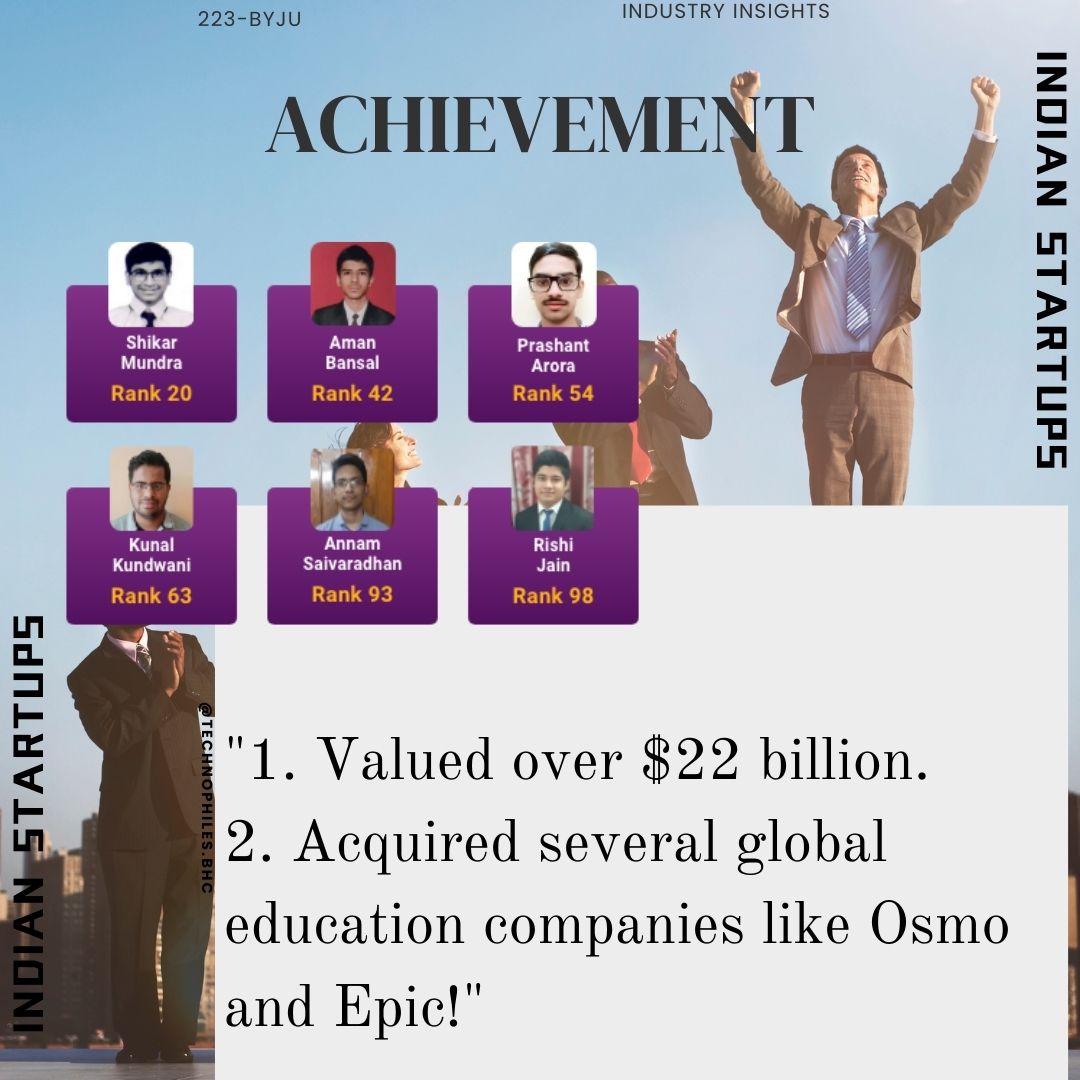 223-BYJU
INDUSTRY INSIGHTS
ACHIEVEMENT
INDIAN STARTUPS
Shikar
Mundra
Rank 20
Aman
Bansal
Rank 42
Prashant
Arora
Rank 54
Kunal
Kundwani
Rank 63
Annam
Saivaradhan
Rank 93
Rishi
Jain
Rank 98
INDIAN STARTUPS
@TECHNOPHILES.BHC
"1. Valued over $22 billion.
2. Acquired several global
education companies like Osmo
and Epic!"